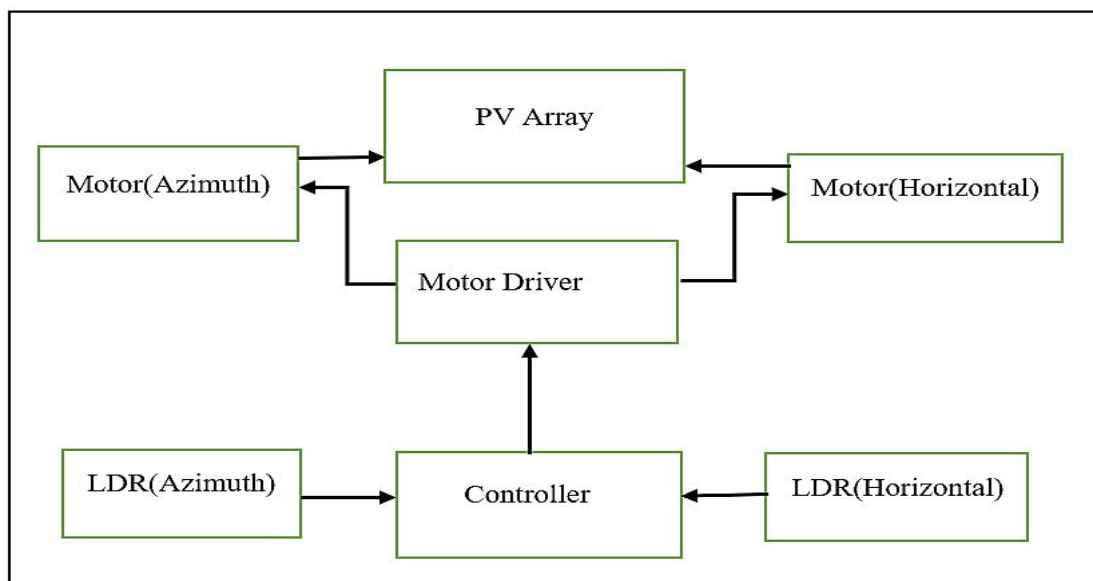 PV Array
Motor(Azimuth)
Motor(Horizontal)
Motor Driver
LDR(Azimuth)
Controller
LDR(Horizontal)